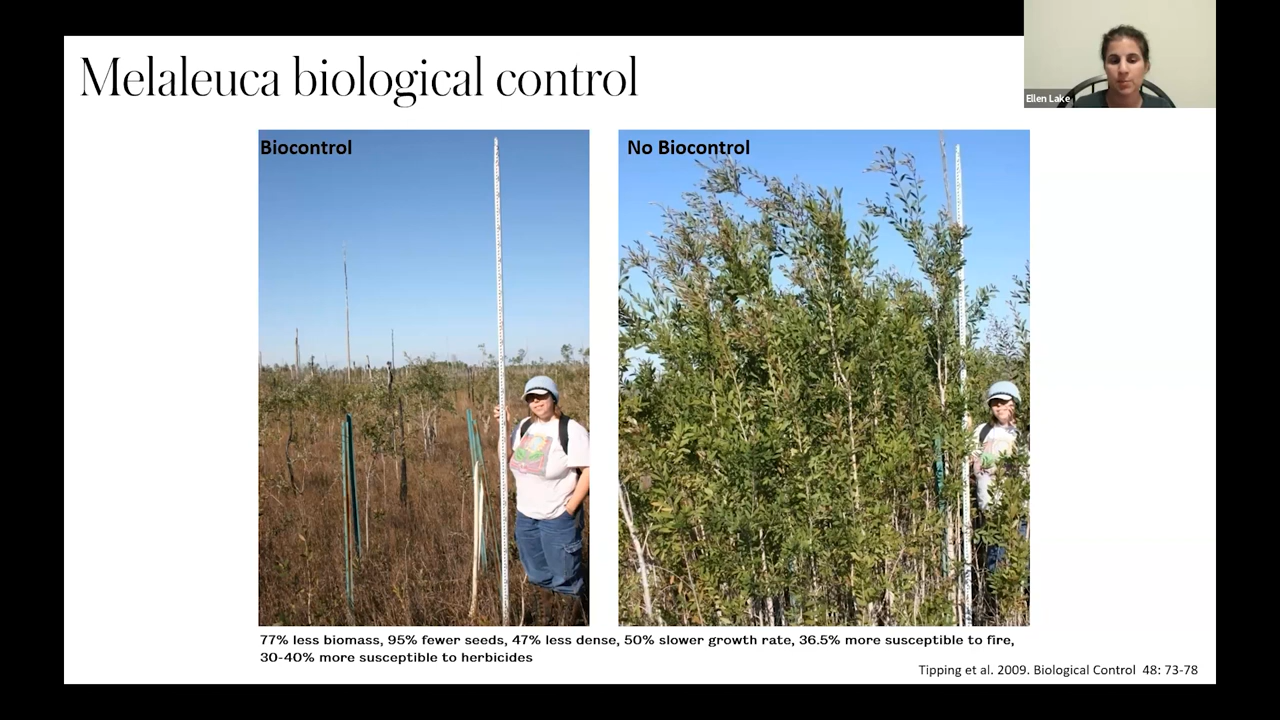 Melaleuca biological control
Ellen Lake
Biocontrol
No Biocontrol
77% less biomass, 95% fewer seeds, 47% less dense, 50% slower growth rate, 36.5% more susceptible to fire,
30-40% more susceptible to herbicides
Tipping et al. 2009. Biological Control 48: 73-78